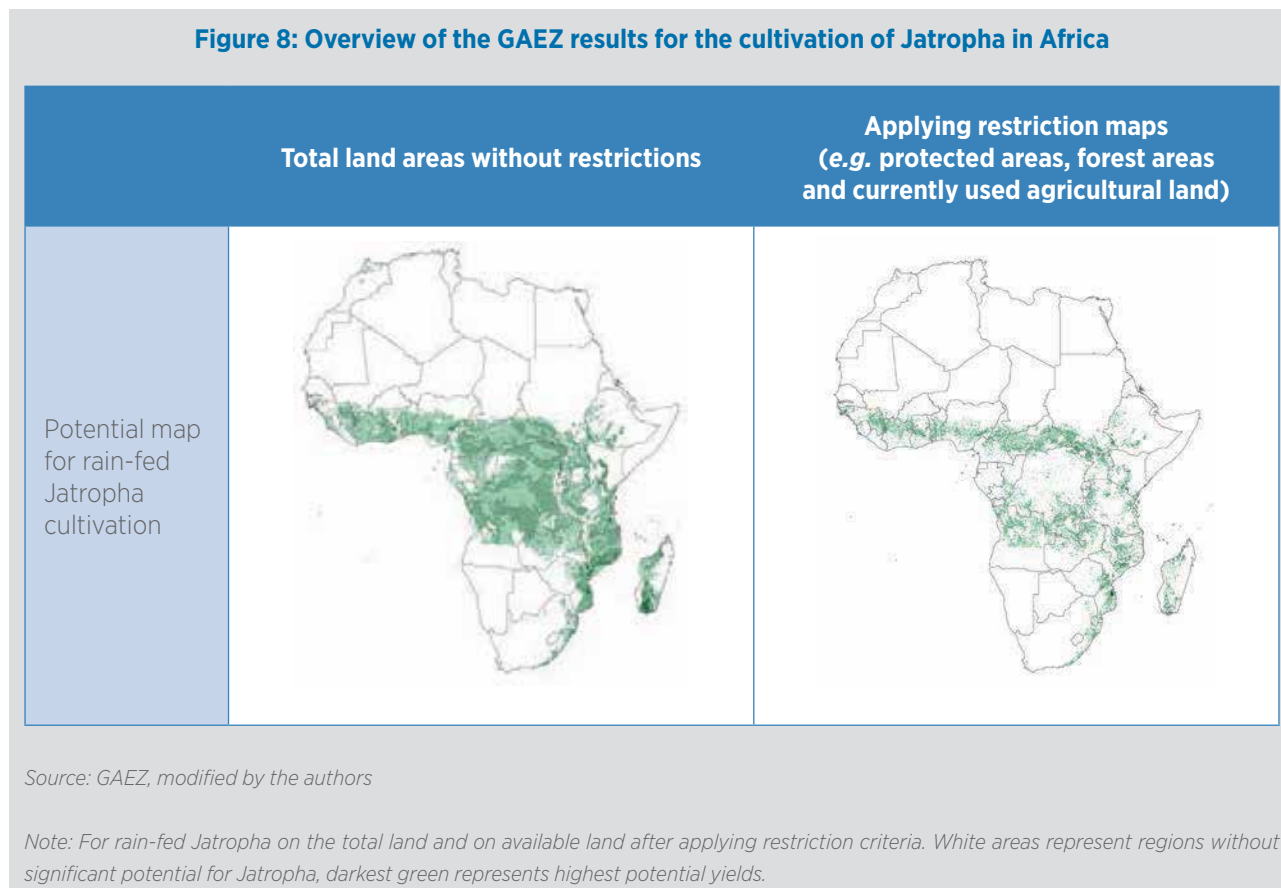 Figure 8: Overview of the GAEZ results for the cultivation of Jatropha in Africa
Total land areas without restrictions
Applying restriction maps
(e.g. protected areas, forest areas
and currently used agricultural land)
Potential map
for rain-fed
Jatropha
cultivation
Source: GAEZ, modified by the authors
Note: For rain-fed Jatropha on the total land and on available land after applying restriction criteria. White areas represent regions without
significant potential for Jatropha, darkest green represents highest potential yields.